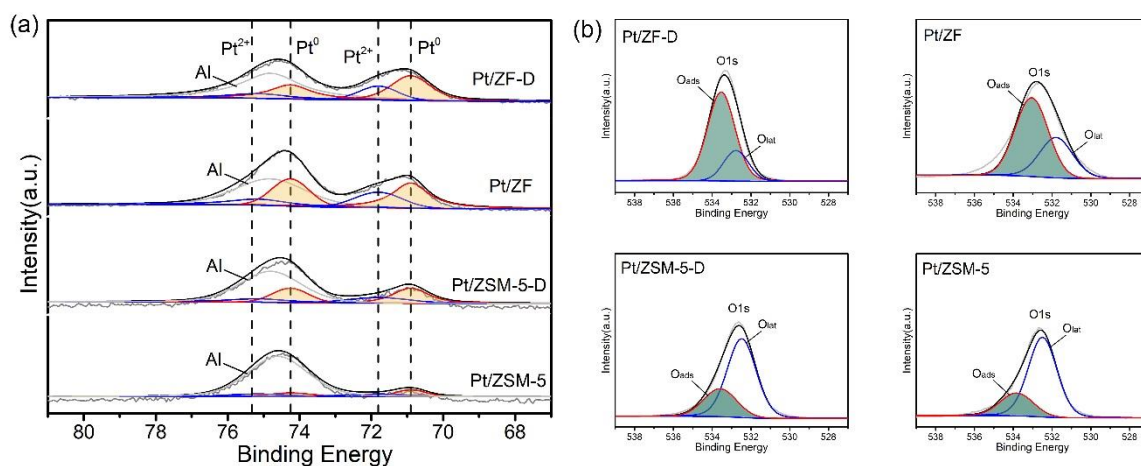 (a)
Pt²⁺
Pt⁰
Pt²⁺
Pt⁰
Al
Pt/ZF-D
Al
Pt/ZF
Al
Pt/ZSM-5-D
Al
Pt/ZSM-5
Intensity(a.u.)
80 78 76 74 72 70 68
Binding Energy
(b)
Pt/ZF-D
O1s
Oads
Olat
Intensity(a.u.)
538 536 534 532 530 528
Binding Energy
Pt/ZF
O1s
Oads
Olat
Intensity(a.u.)
538 536 534 532 530 528
Binding Energy
Pt/ZSM-5-D
O1s
Olat
Oads
Intensity(a.u.)
538 536 534 532 530 528
Binding Energy
Pt/ZSM-5
O1s
Olat
Oads
Intensity(a.u.)
538 536 534 532 530 528
Binding Energy